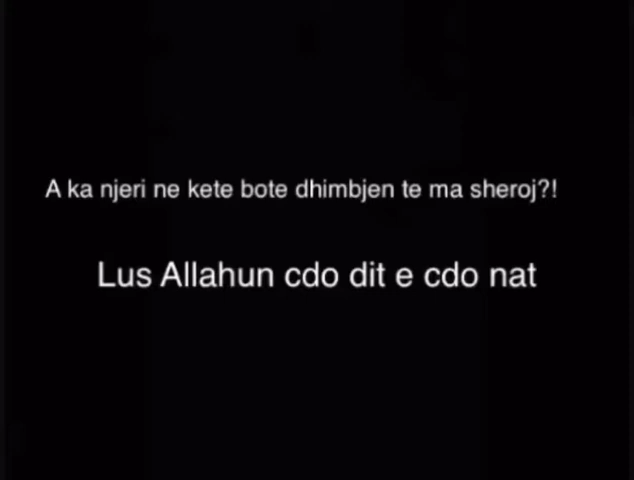 A ka njeri ne kete bote dhimbjen te ma sheroj?!
Lus Allahun cdo dit e cdo nat